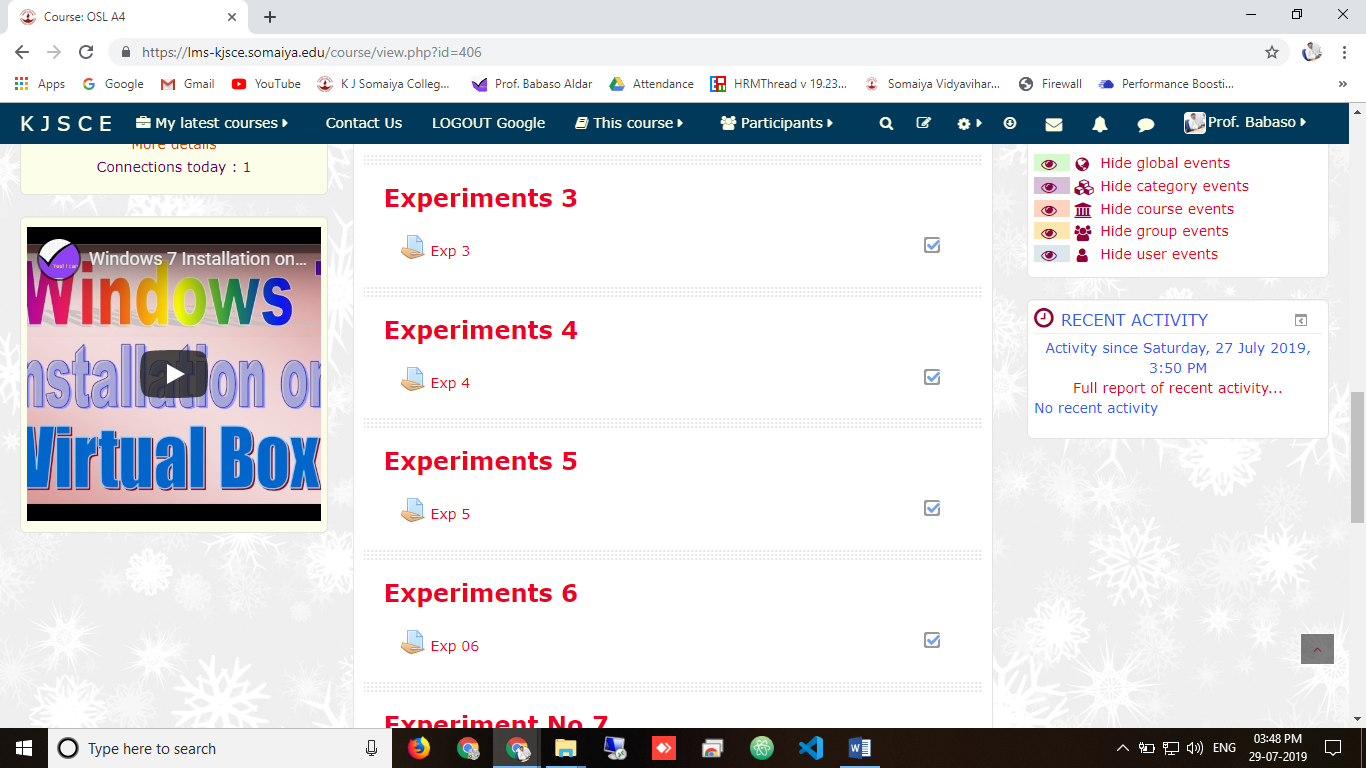 Course: OSL A4
https://lms-kjsce.somaiya.edu/course/view.php?id=406
Apps
Google
Gmail
YouTube
K J Somaiya Colleg...
Prof. Babaso Aldar
Attendance
HRMThread v 19.23...
Somaiya Vidyavihar...
Firewall
Performance Boosti...
»
K J S C E
My latest courses
Contact Us
LOGOUT Google
This course
Participants
Prof. Babaso
More details
Connections today : 1
Windows 7 Installation on...
Windows
Installation on
Virtual Box
Experiments 3
Exp 3
Experiments 4
Exp 4
Experiments 5
Exp 5
Experiments 6
Exp 06
Experiment No 7
Hide global events
Hide category events
Hide course events
Hide group events
Hide user events
RECENT ACTIVITY
Activity since Saturday, 27 July 2019,
3:50 PM
Full report of recent activity...
No recent activity
Type here to search
ENG
03:48 PM
29-07-2019